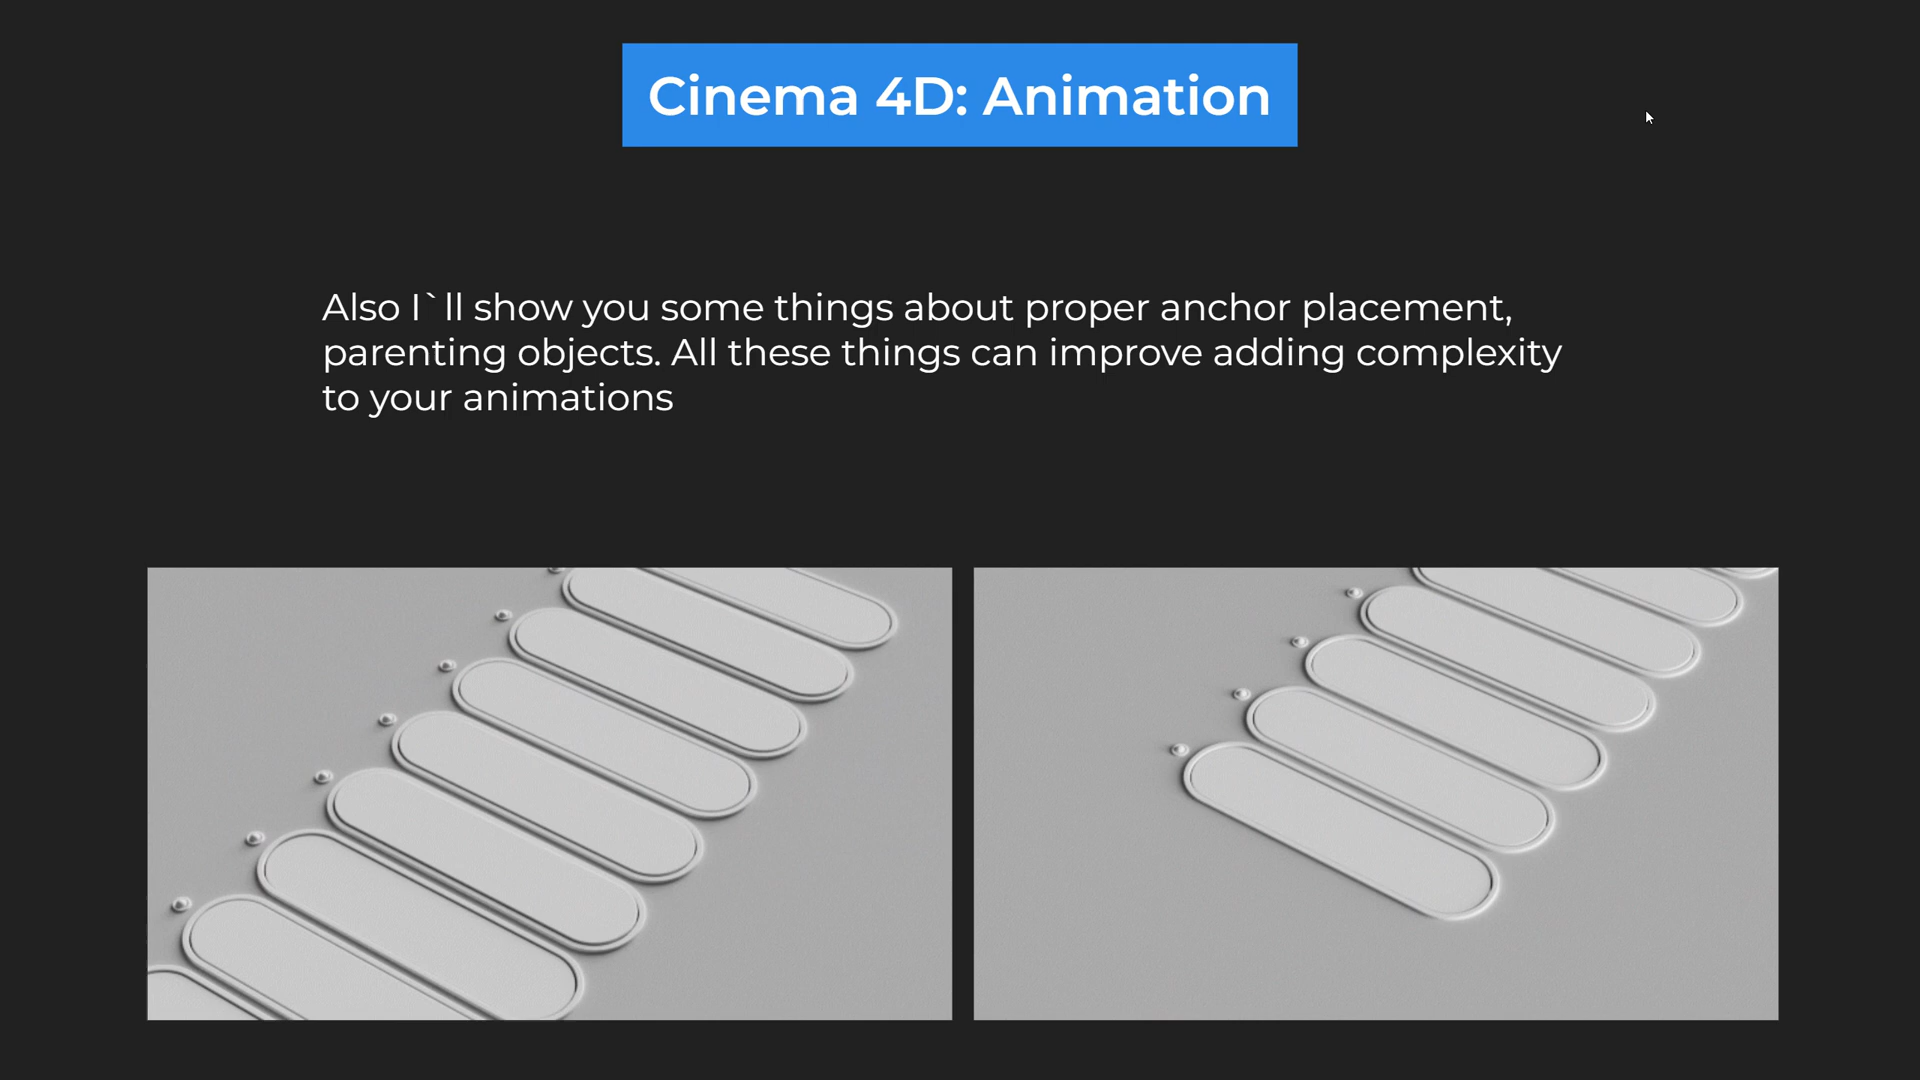 Cinema 4D: Animation
Also I`ll show you some things about proper anchor placement,
parenting objects. All these things can improve adding complexity
to your animations